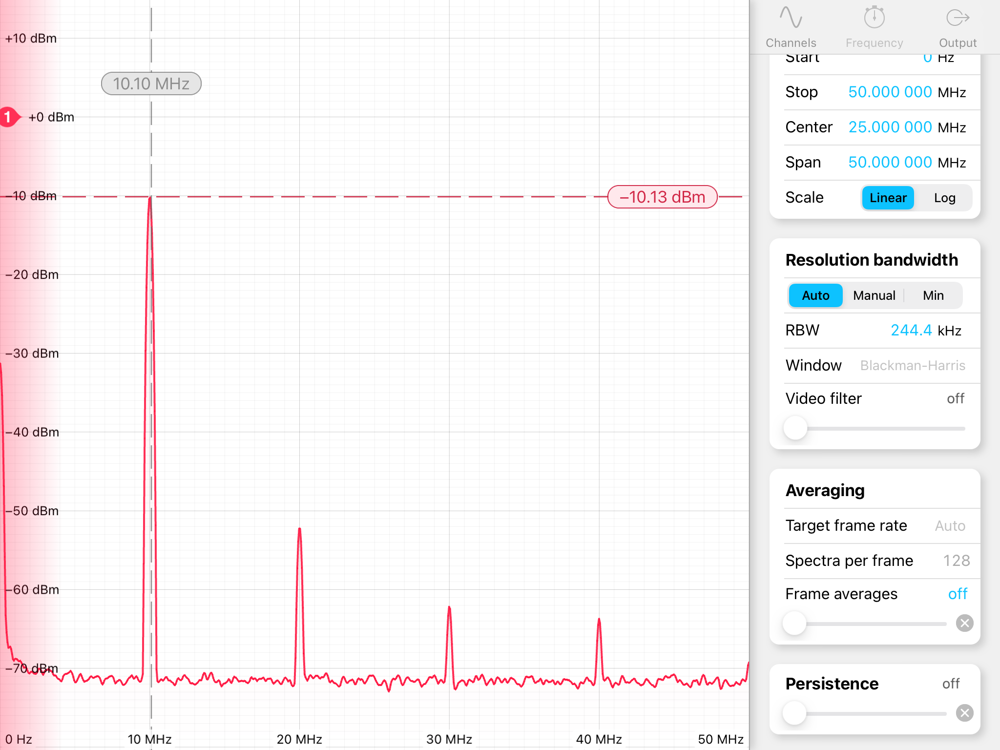 +10 dBm
10.10 MHz
1
+0 dBm
−10 dBm
−10.13 dBm
−20 dBm
−30 dBm
−40 dBm
−50 dBm
−60 dBm
−70 dBm
0 Hz
10 MHz
20 MHz
30 MHz
40 MHz
50 MHz
Channels
Frequency
Output
Start 0 Hz
Stop 50.000 000 MHz
Center 25.000 000 MHz
Span 50.000 000 MHz
Scale Linear Log
Resolution bandwidth
Auto Manual Min
RBW 244.4 kHz
Window Blackman-Harris
Video filter off
Averaging
Target frame rate Auto
Spectra per frame 128
Frame averages off
Persistence off